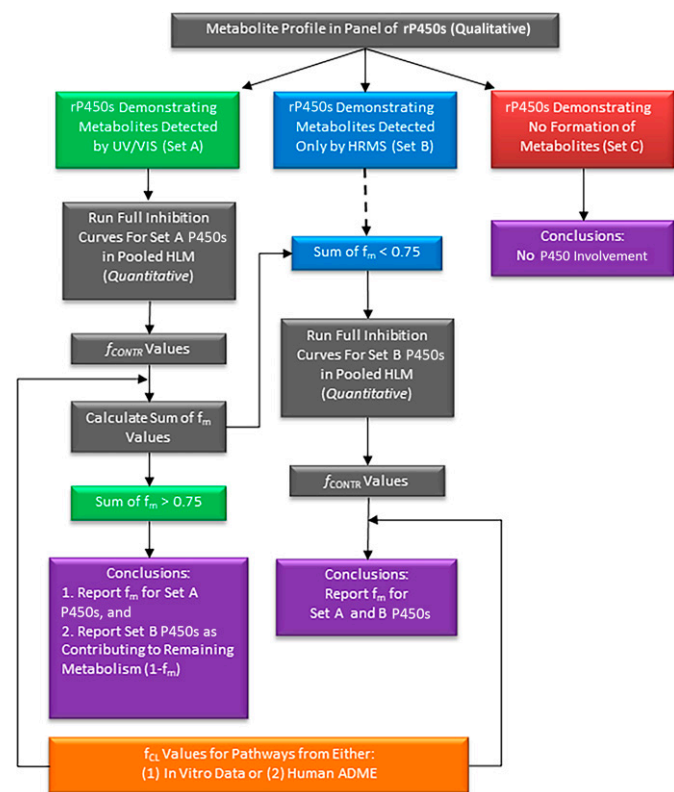 Metabolite Profile in Panel of rP450s (Qualitative)
rP450s Demonstrating
Metabolites Detected
by UV/VIS (Set A)
rP450s Demonstrating
Metabolites Detected
Only by HRMS (Set B)
rP450s Demonstrating
No Formation of
Metabolites (Set C)
Run Full Inhibition
Curves For Set A P450s
in Pooled HLM
(Quantitative)
Sum of fm < 0.75
Conclusions:
No P450 Involvement
fCONTR Values
Run Full Inhibition
Curves For Set B P450s
in Pooled HLM
(Quantitative)
Calculate Sum of fm
Values
fCONTR Values
Sum of fm > 0.75
Conclusions:
1. Report fm for Set A
P450s, and
2. Report Set B P450s as
Contributing to Remaining
Metabolism (1-fm)
Conclusions:
Report fm for
Set A and B P450s
fCL Values for Pathways from Either:
(1) In Vitro Data or (2) Human ADME